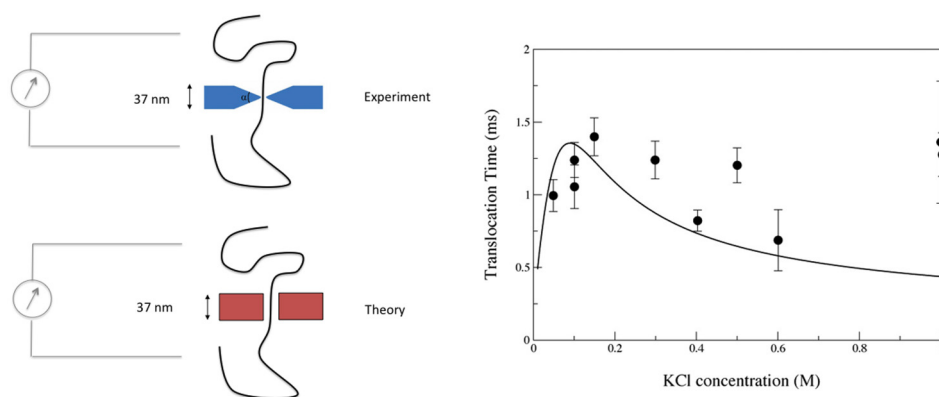 37 nm
α
Experiment
37 nm
Theory
Translocation Time (ms)
2
1.5
1
0.5
0
0
0.2
0.4
0.6
0.8
KCl concentration (M)